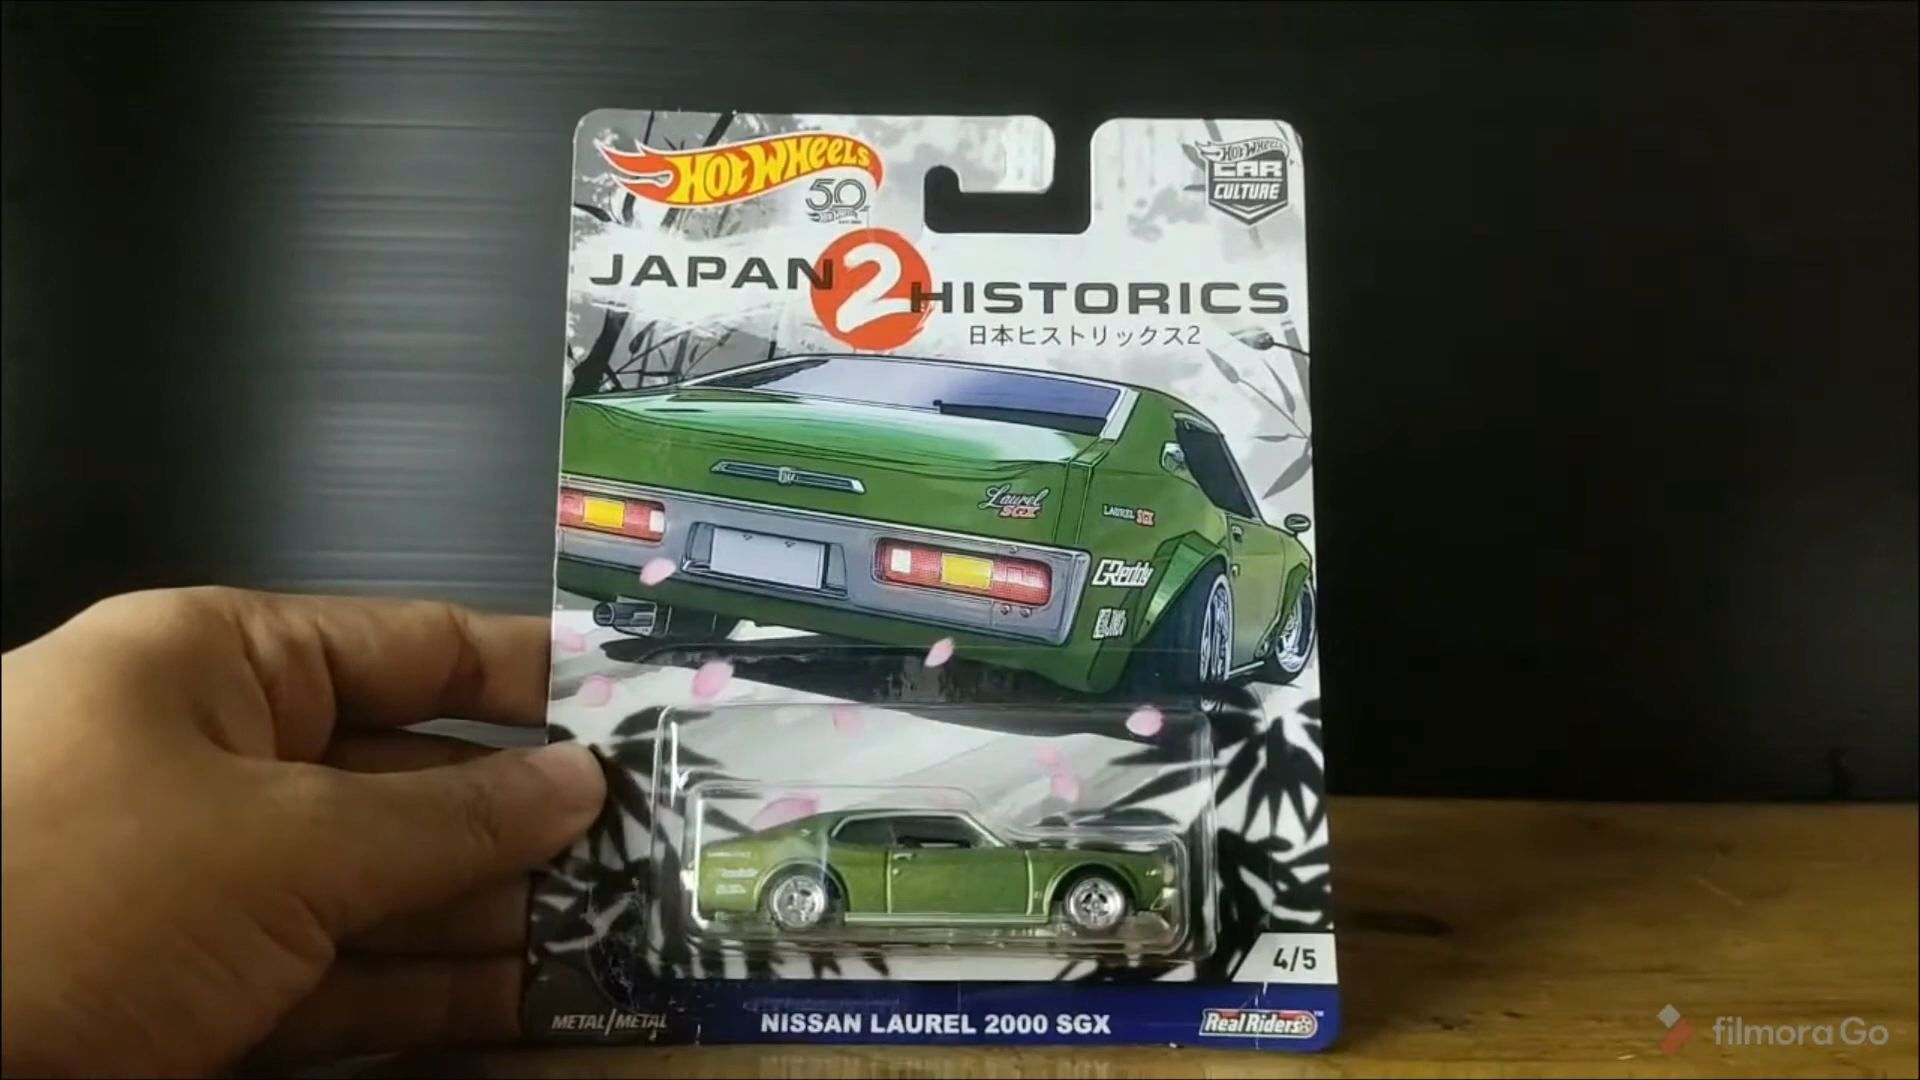 Hot Wheels
50
Hot Wheels
CAR
CULTURE
JAPAN 2 HISTORICS
日本ヒストリックス2
Laurel
SGX
LAUREL SGX
GReddy
4/5
METAL/METAL
NISSAN LAUREL 2000 SGX
Real Riders
filmora Go